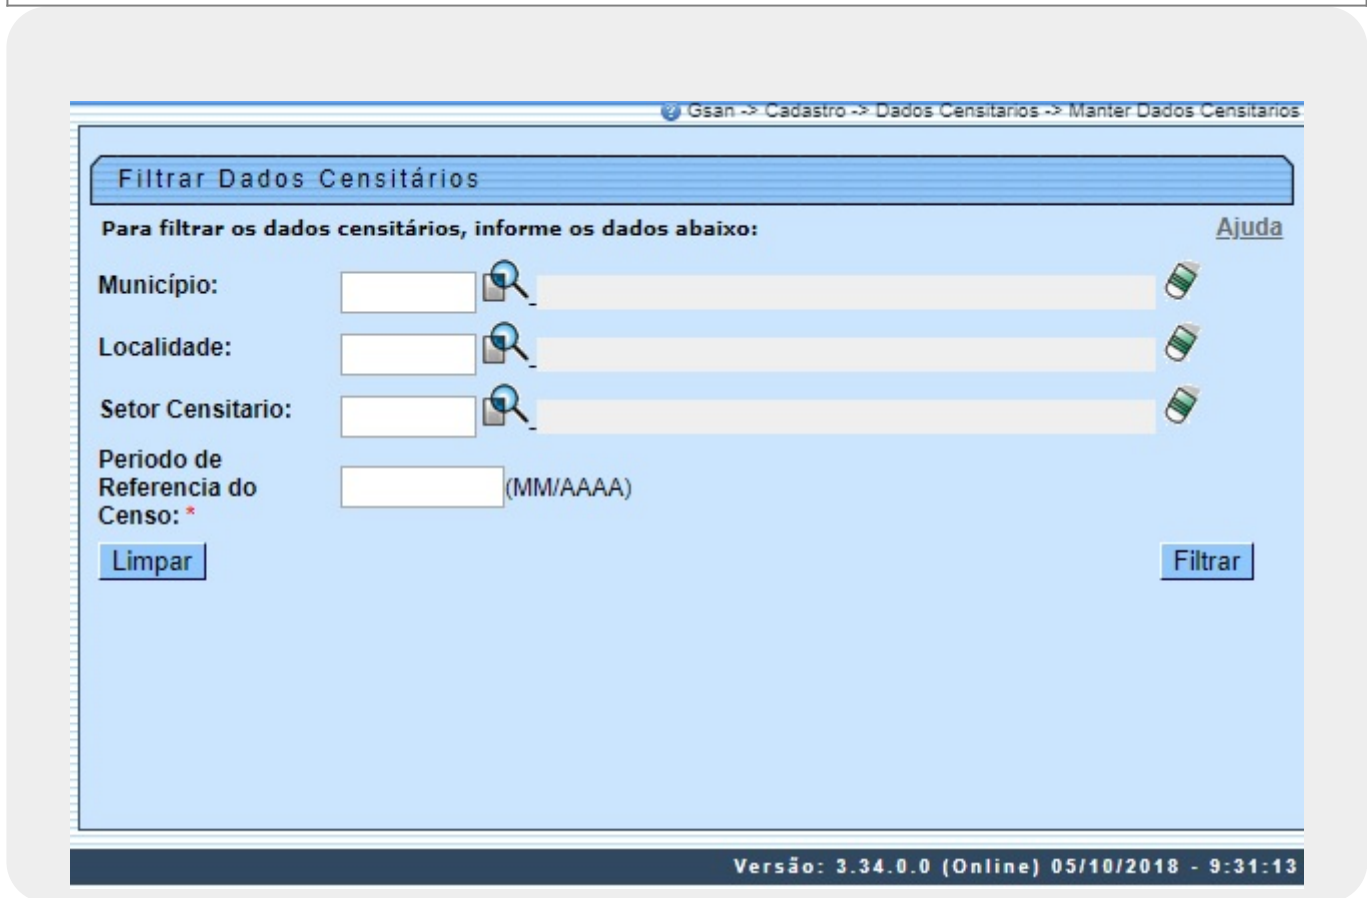 Gsan -> Cadastro -> Dados Censitarios -> Manter Dados Censitarios
Filtrar Dados Censitários
Para filtrar os dados censitários, informe os dados abaixo:
Ajuda
Município:
Localidade:
Setor Censitario:
Periodo de
Referencia do
Censo: *
(MM/AAAA)
Limpar
Filtrar
Versão: 3.34.0.0 (Online) 05/10/2018 - 9:31:13